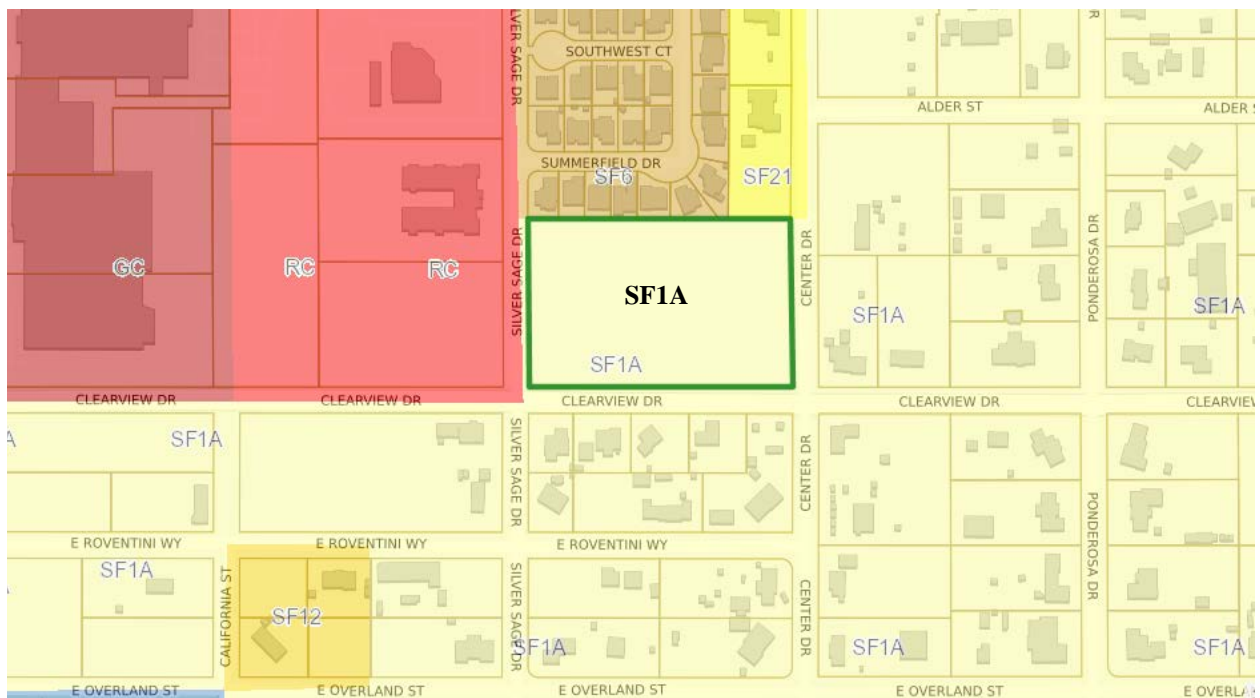 SILVER SAGE DR
SOUTHWEST CT
DR
ALDER ST
ALDER S
SUMMERFIELD DR
SF6
SF21
GC
RC
RC
SILVER SAGE DR
SF1A
SF1A
CENTER DR
SF1A
PONDEROSA DR
SF1A
CLEARVIEW DR
CLEARVIEW DR
CLEARVIEW DR
CLEARVIEW DR
CLEARVIEW
A
SF1A
SILVER SAGE DR
CENTER DR
PONDEROSA DR
E ROVENTINI WY
E ROVENTINI WY
E ROVENTINI WY
SF1A
CALIFORNIA ST
SF12
SILVER SAGE DR
SF1A
CENTER DR
SF1A
SF1A
E OVERLAND ST
E OVERLAND ST
E OVERLAND ST
E OVERLAND ST
E OVERLA